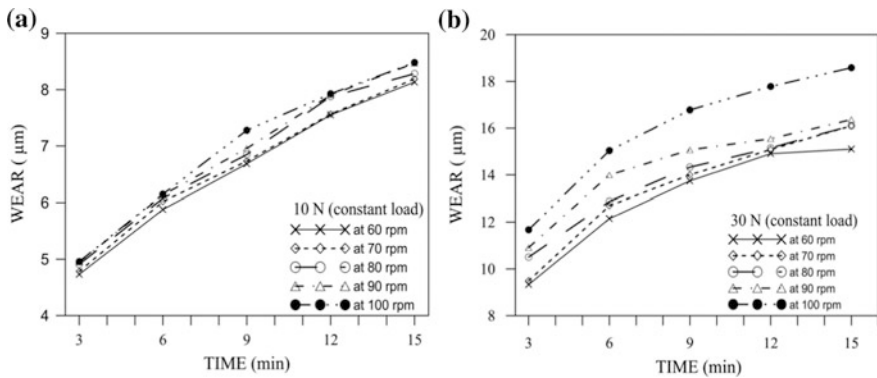 (a)
9
8
7
6
5
4
WEAR ( µm)
10 N (constant load)
at 60 rpm
at 70 rpm
at 80 rpm
at 90 rpm
at 100 rpm
3 6 9 12 15
TIME (min)
(b)
20
18
16
14
12
10
8
WEAR ( µm)
30 N (constant load)
at 60 rpm
at 70 rpm
at 80 rpm
at 90 rpm
at 100 rpm
3 6 9 12 15
TIME (min)